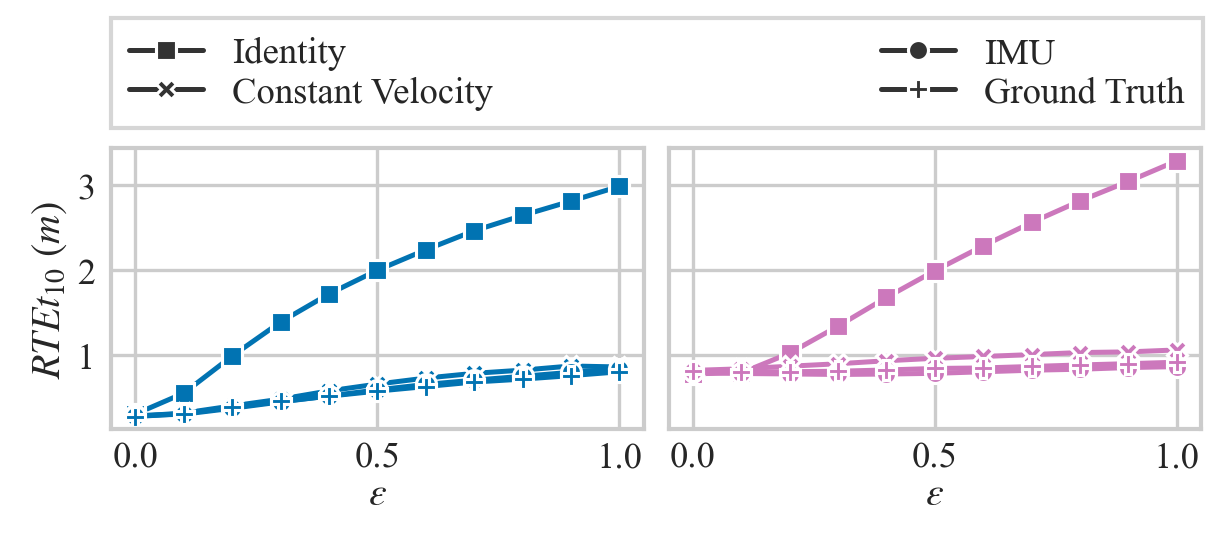 Identity
IMU
Constant Velocity
Ground Truth
3
2
1
RTEt10 (m)
0.0 0.5 1.0
0.0 0.5 1.0
ε
ε